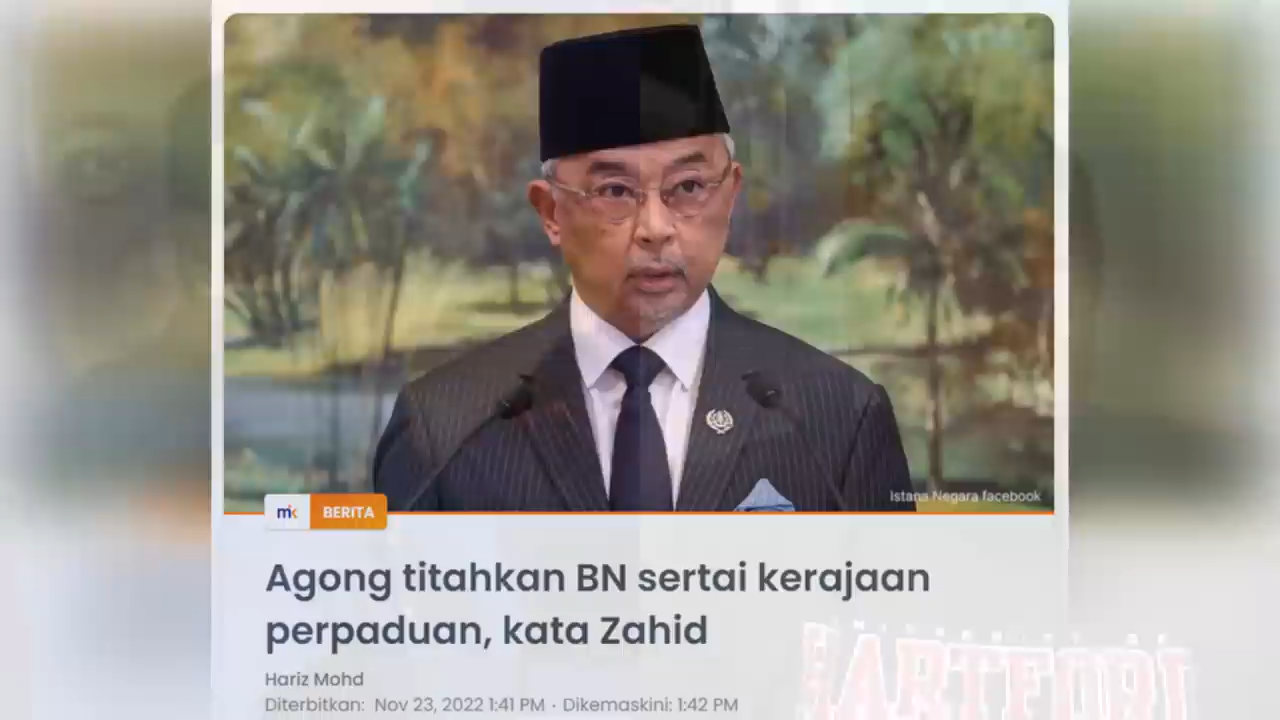 Istana Negara facebook
mk BERITA
Agong titahkan BN sertai kerajaan
perpaduan, kata Zahid
Hariz Mohd
Diterbitkan: Nov 23, 2022 1:41 PM · Dikemaskini: 1:42 PM